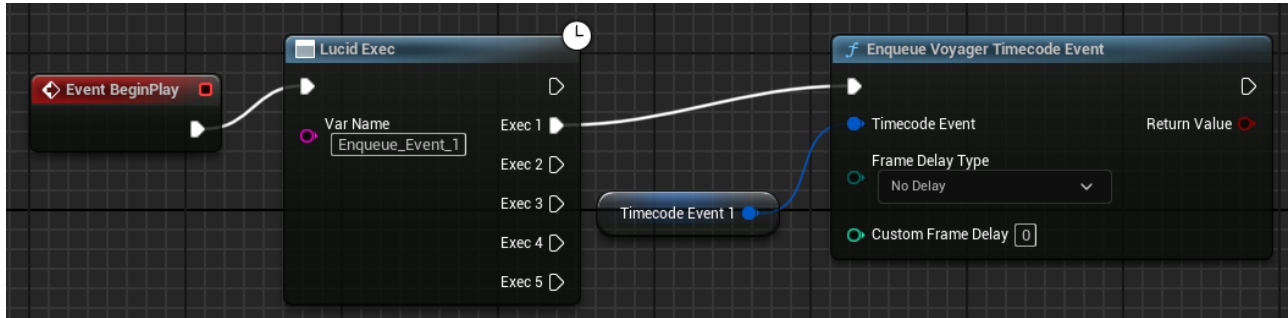 Event BeginPlay
Lucid Exec
Var Name
Enqueue_Event_1
Exec 1
Exec 2
Exec 3
Exec 4
Exec 5
Timecode Event 1
f Enqueue Voyager Timecode Event
Timecode Event
Return Value
Frame Delay Type
No Delay
Custom Frame Delay 0